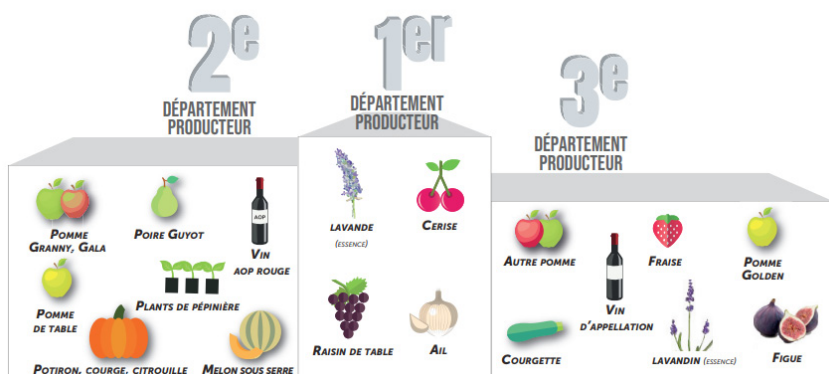 2e
DÉPARTEMENT
PRODUCTEUR
POMME
GRANNY, GALA
POIRE GUYOT
AOP
VIN
AOP ROUGE
POMME
DE TABLE
PLANTS DE PÉPINIÈRE
POTIRON, COURGE, CITROUILLE
MELON SOUS SERRE
1er
DÉPARTEMENT
PRODUCTEUR
LAVANDE
(ESSENCE)
CERISE
RAISIN DE TABLE
AIL
3e
DÉPARTEMENT
PRODUCTEUR
AUTRE POMME
FRAISE
POMME
GOLDEN
VIN
D'APPELLATION
COURGETTE
LAVANDIN (ESSENCE)
FIGUE